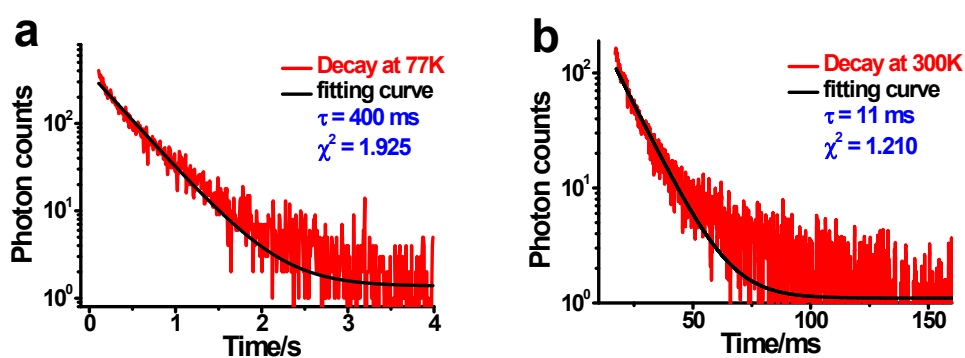 a
Decay at 77K
fitting curve
τ = 400 ms
χ² = 1.925
Photon counts
10²
10¹
10⁰
0 1 2 3 4
Time/s
b
Decay at 300K
fitting curve
τ = 11 ms
χ² = 1.210
Photon counts
10²
10¹
10⁰
50 100 150
Time/ms